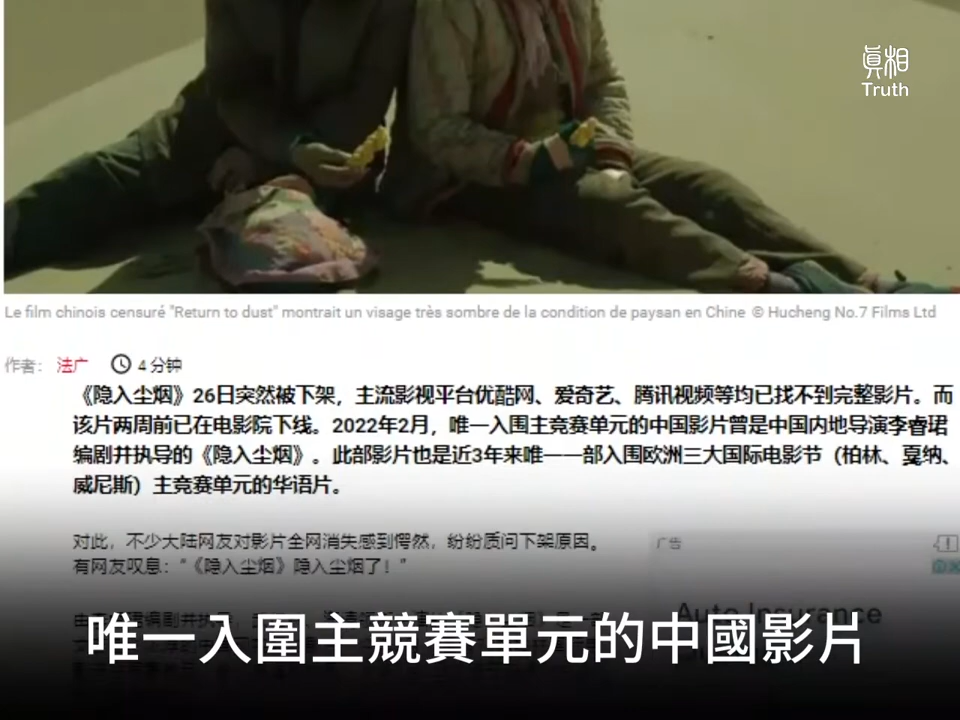 眞相
Truth
Le film chinois censuré "Return to dust" montrait un visage très sombre de la condition de paysan en Chine © Hucheng No.7 Films Ltd
作者： 法广 4 分钟
《隐入尘烟》26日突然被下架，主流影视平台优酷网、爱奇艺、腾讯视频等均已找不到完整影片。而
该片两周前已在电影院下线。2022年2月，唯一入围主竞赛单元的中国影片曾是中国内地导演李睿珺
编剧并执导的《隐入尘烟》。此部影片也是近3年来唯一一部入围欧洲三大国际电影节（柏林、戛纳、
威尼斯）主竞赛单元的华语片。
对此，不少大陆网友对影片全网消失感到愕然，纷纷质问下架原因。
广告
有网友叹息：“《隐入尘烟》隐入尘烟了！”
Auto Insurance
唯一入圍主競賽單元的中國影片